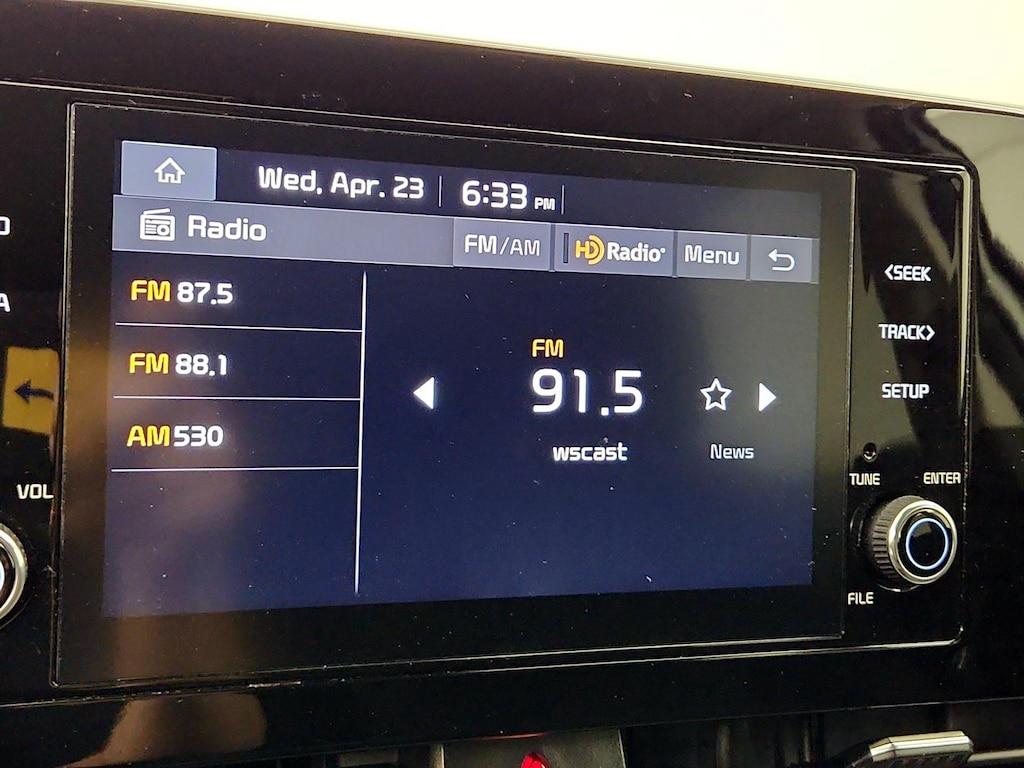 Wed, Apr. 23 6:33 PM
Radio FM/AM HD Radio® Menu
FM 87.5
FM 88.1
AM 530
FM
91.5
wscast News
<SEEK
TRACK>
SETUP
TUNE ENTER
FILE
VOL